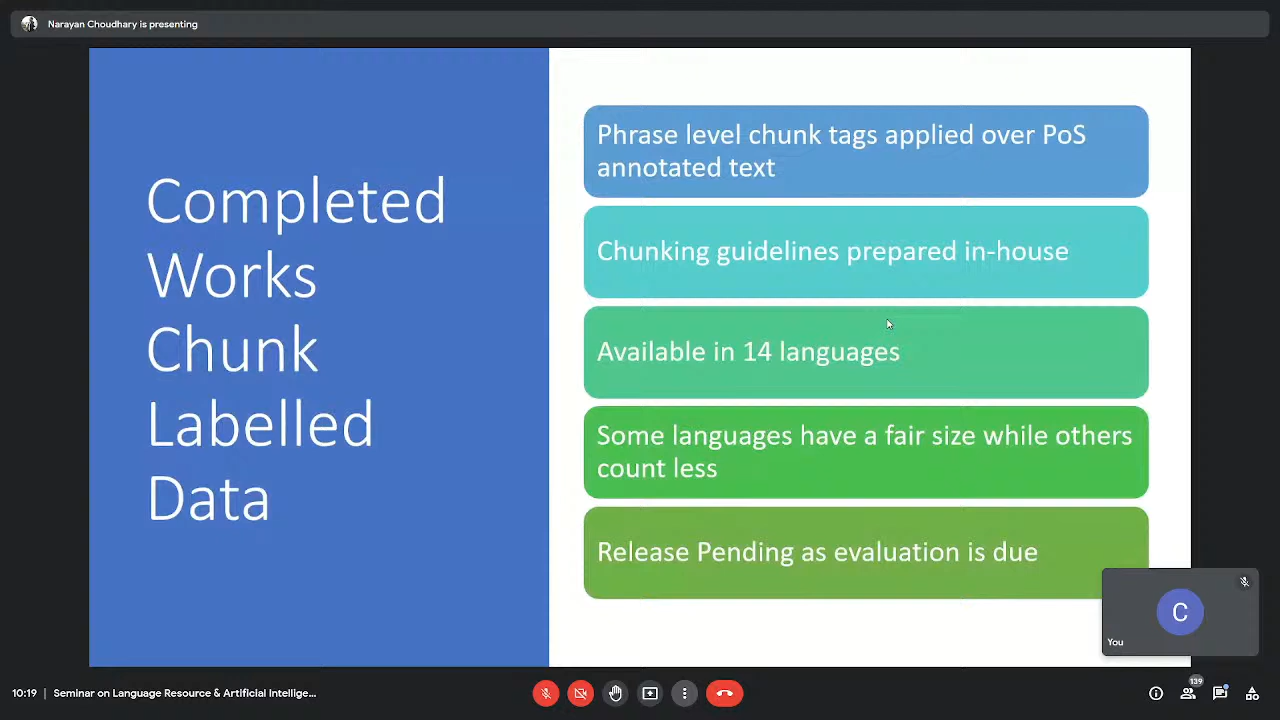 Narayan Choudhary is presenting
Completed
Works
Chunk
Labelled
Data
Phrase level chunk tags applied over PoS
annotated text
Chunking guidelines prepared in-house
Available in 14 languages
Some languages have a fair size while others
count less
Release Pending as evaluation is due
C
You
10:19 | Seminar on Language Resource & Artificial Intellige...
139